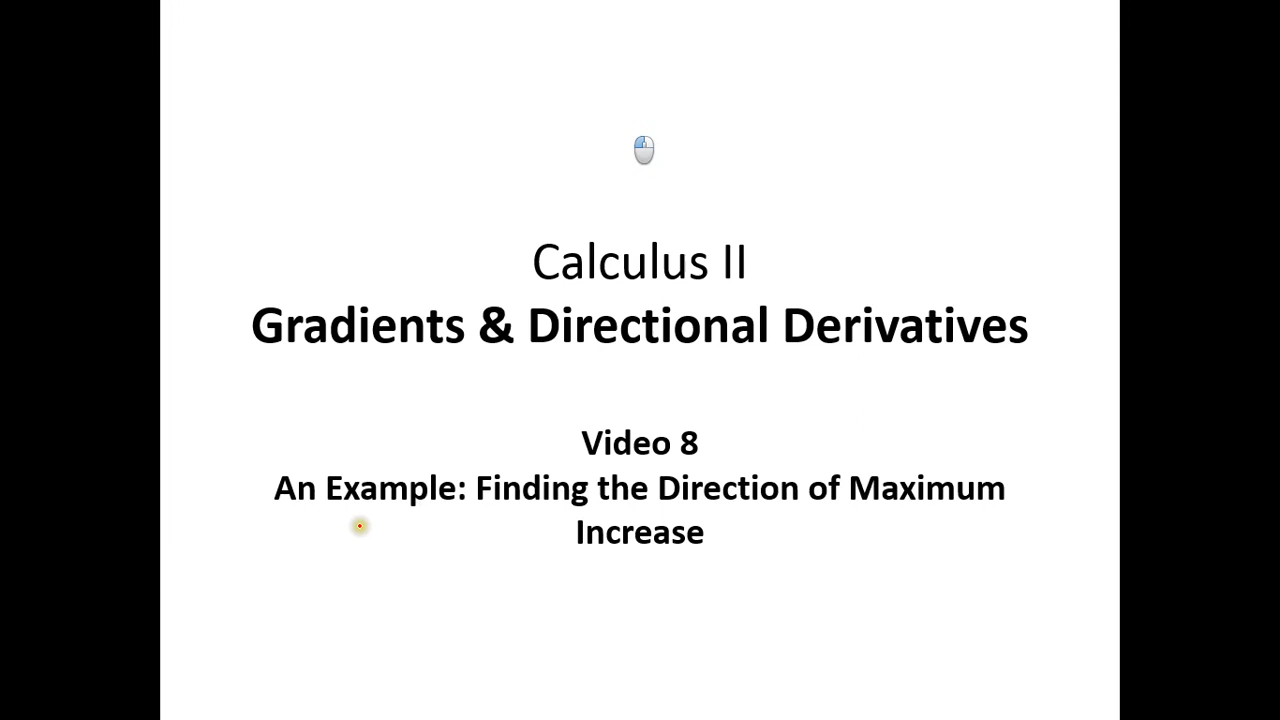 Calculus II
Gradients & Directional Derivatives
Video 8
An Example: Finding the Direction of Maximum
Increase